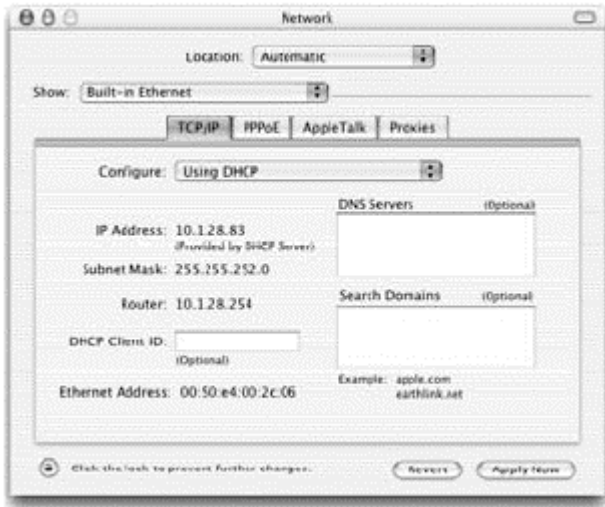 Network
Location: Automatic
Show: Built-in Ethernet
TCP/IP PPPoE AppleTalk Proxies
Configure: Using DHCP
DNS Servers (Optional)
IP Address: 10.1.28.83
(Provided by DHCP Server)
Subnet Mask: 255.255.252.0
Router: 10.1.28.254
Search Domains (Optional)
DHCP Client ID:
(Optional)
Example: apple.com
earthlink.net
Ethernet Address: 00:50:e4:00:2c:06
Click the lock to prevent further changes.
Revert Apply Now